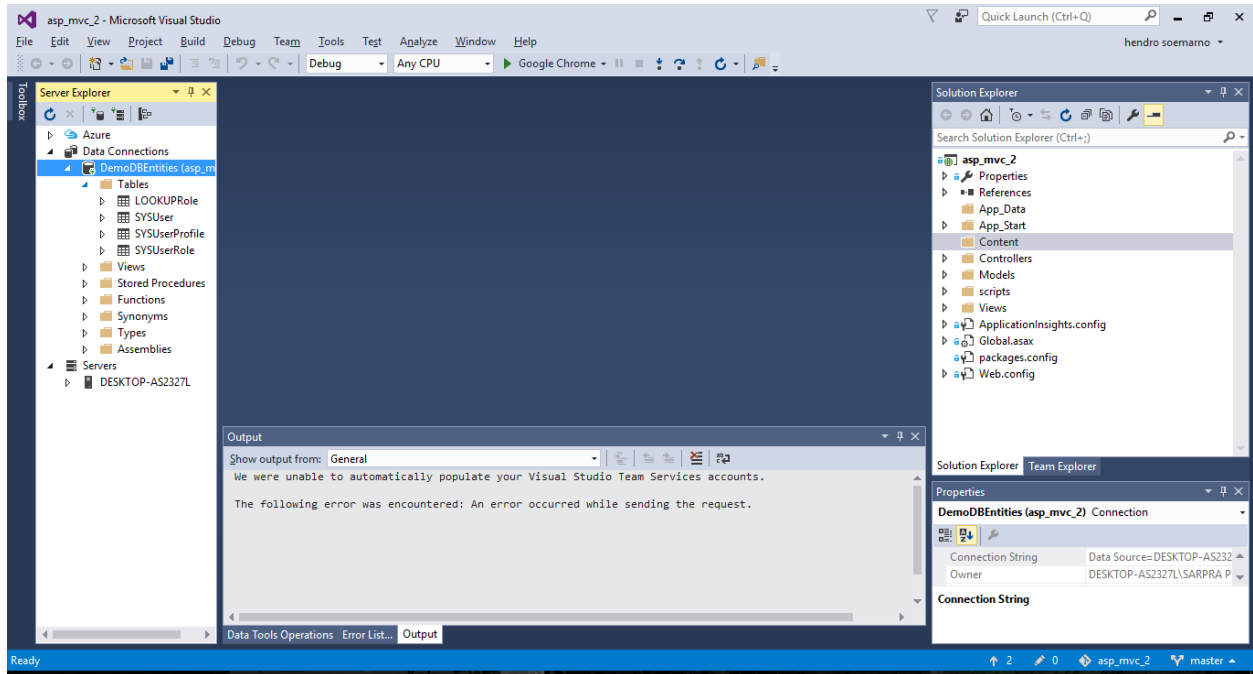 asp_mvc_2 - Microsoft Visual Studio
Quick Launch (Ctrl+Q)
File Edit View Project Build Debug Team Tools Test Analyze Window Help
hendro soemarno
Debug
Any CPU
Google Chrome
Toolbox
Server Explorer
Azure
Data Connections
DemoDBEntities (asp_m
Tables
LOOKUPRole
SYSUser
SYSUserProfile
SYSUserRole
Views
Stored Procedures
Functions
Synonyms
Types
Assemblies
Servers
DESKTOP-AS2327L
Output
Show output from: General
We were unable to automatically populate your Visual Studio Team Services accounts.
The following error was encountered: An error occurred while sending the request.
Data Tools Operations Error List... Output
Solution Explorer
Search Solution Explorer (Ctrl+;)
asp_mvc_2
Properties
References
App_Data
App_Start
Content
Controllers
Models
scripts
Views
ApplicationInsights.config
Global.asax
packages.config
Web.config
Solution Explorer Team Explorer
Properties
DemoDBEntities (asp_mvc_2) Connection
Connection String Data Source=DESKTOP-AS232
Owner DESKTOP-AS2327L\SARPRA P
Connection String
Ready
2 0 asp_mvc_2 master